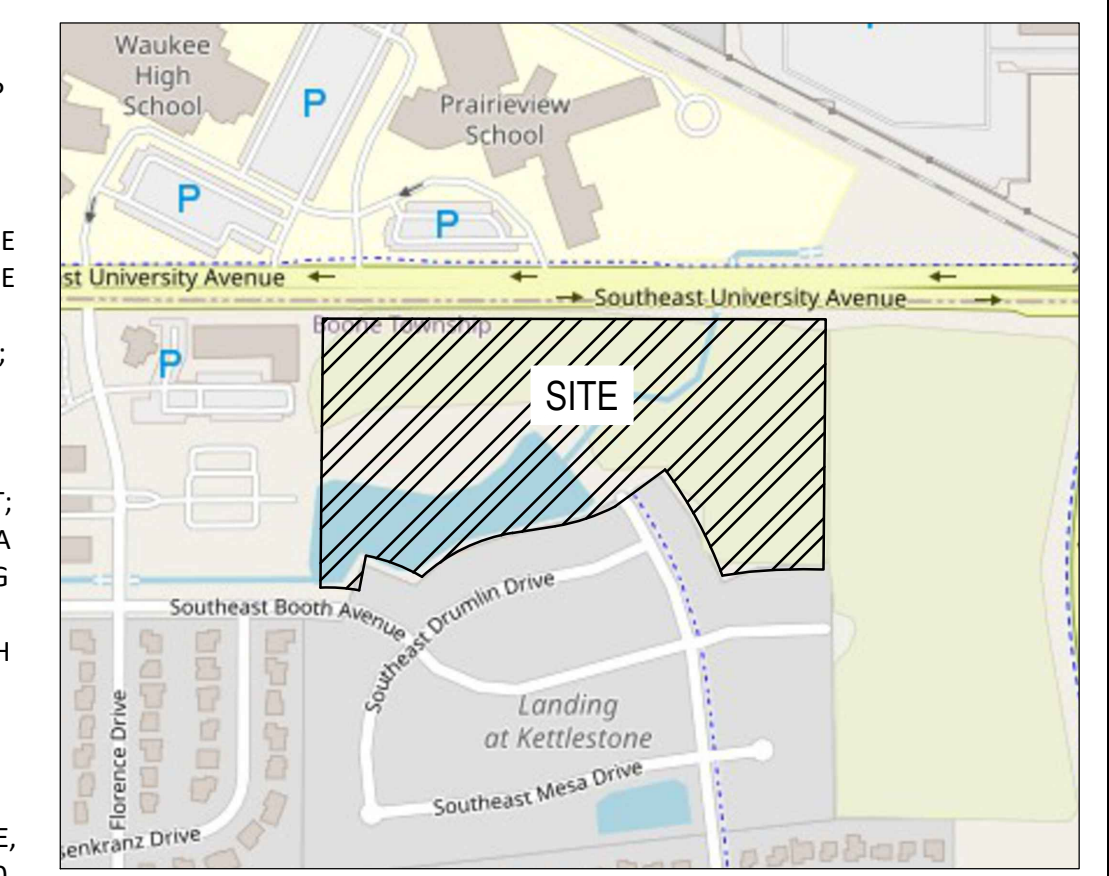 Waukee
High
School
P
Prairieview
School
P
P
E
E
st University Avenue
Southeast University Avenue
Boone Township
;
P
SITE
T;
A
G
Southeast Booth Avenue
Southeast Drumlin Drive
H
Landing
at Kettlestone
Florence Drive
Southeast Mesa Drive
senkranz Drive
E,